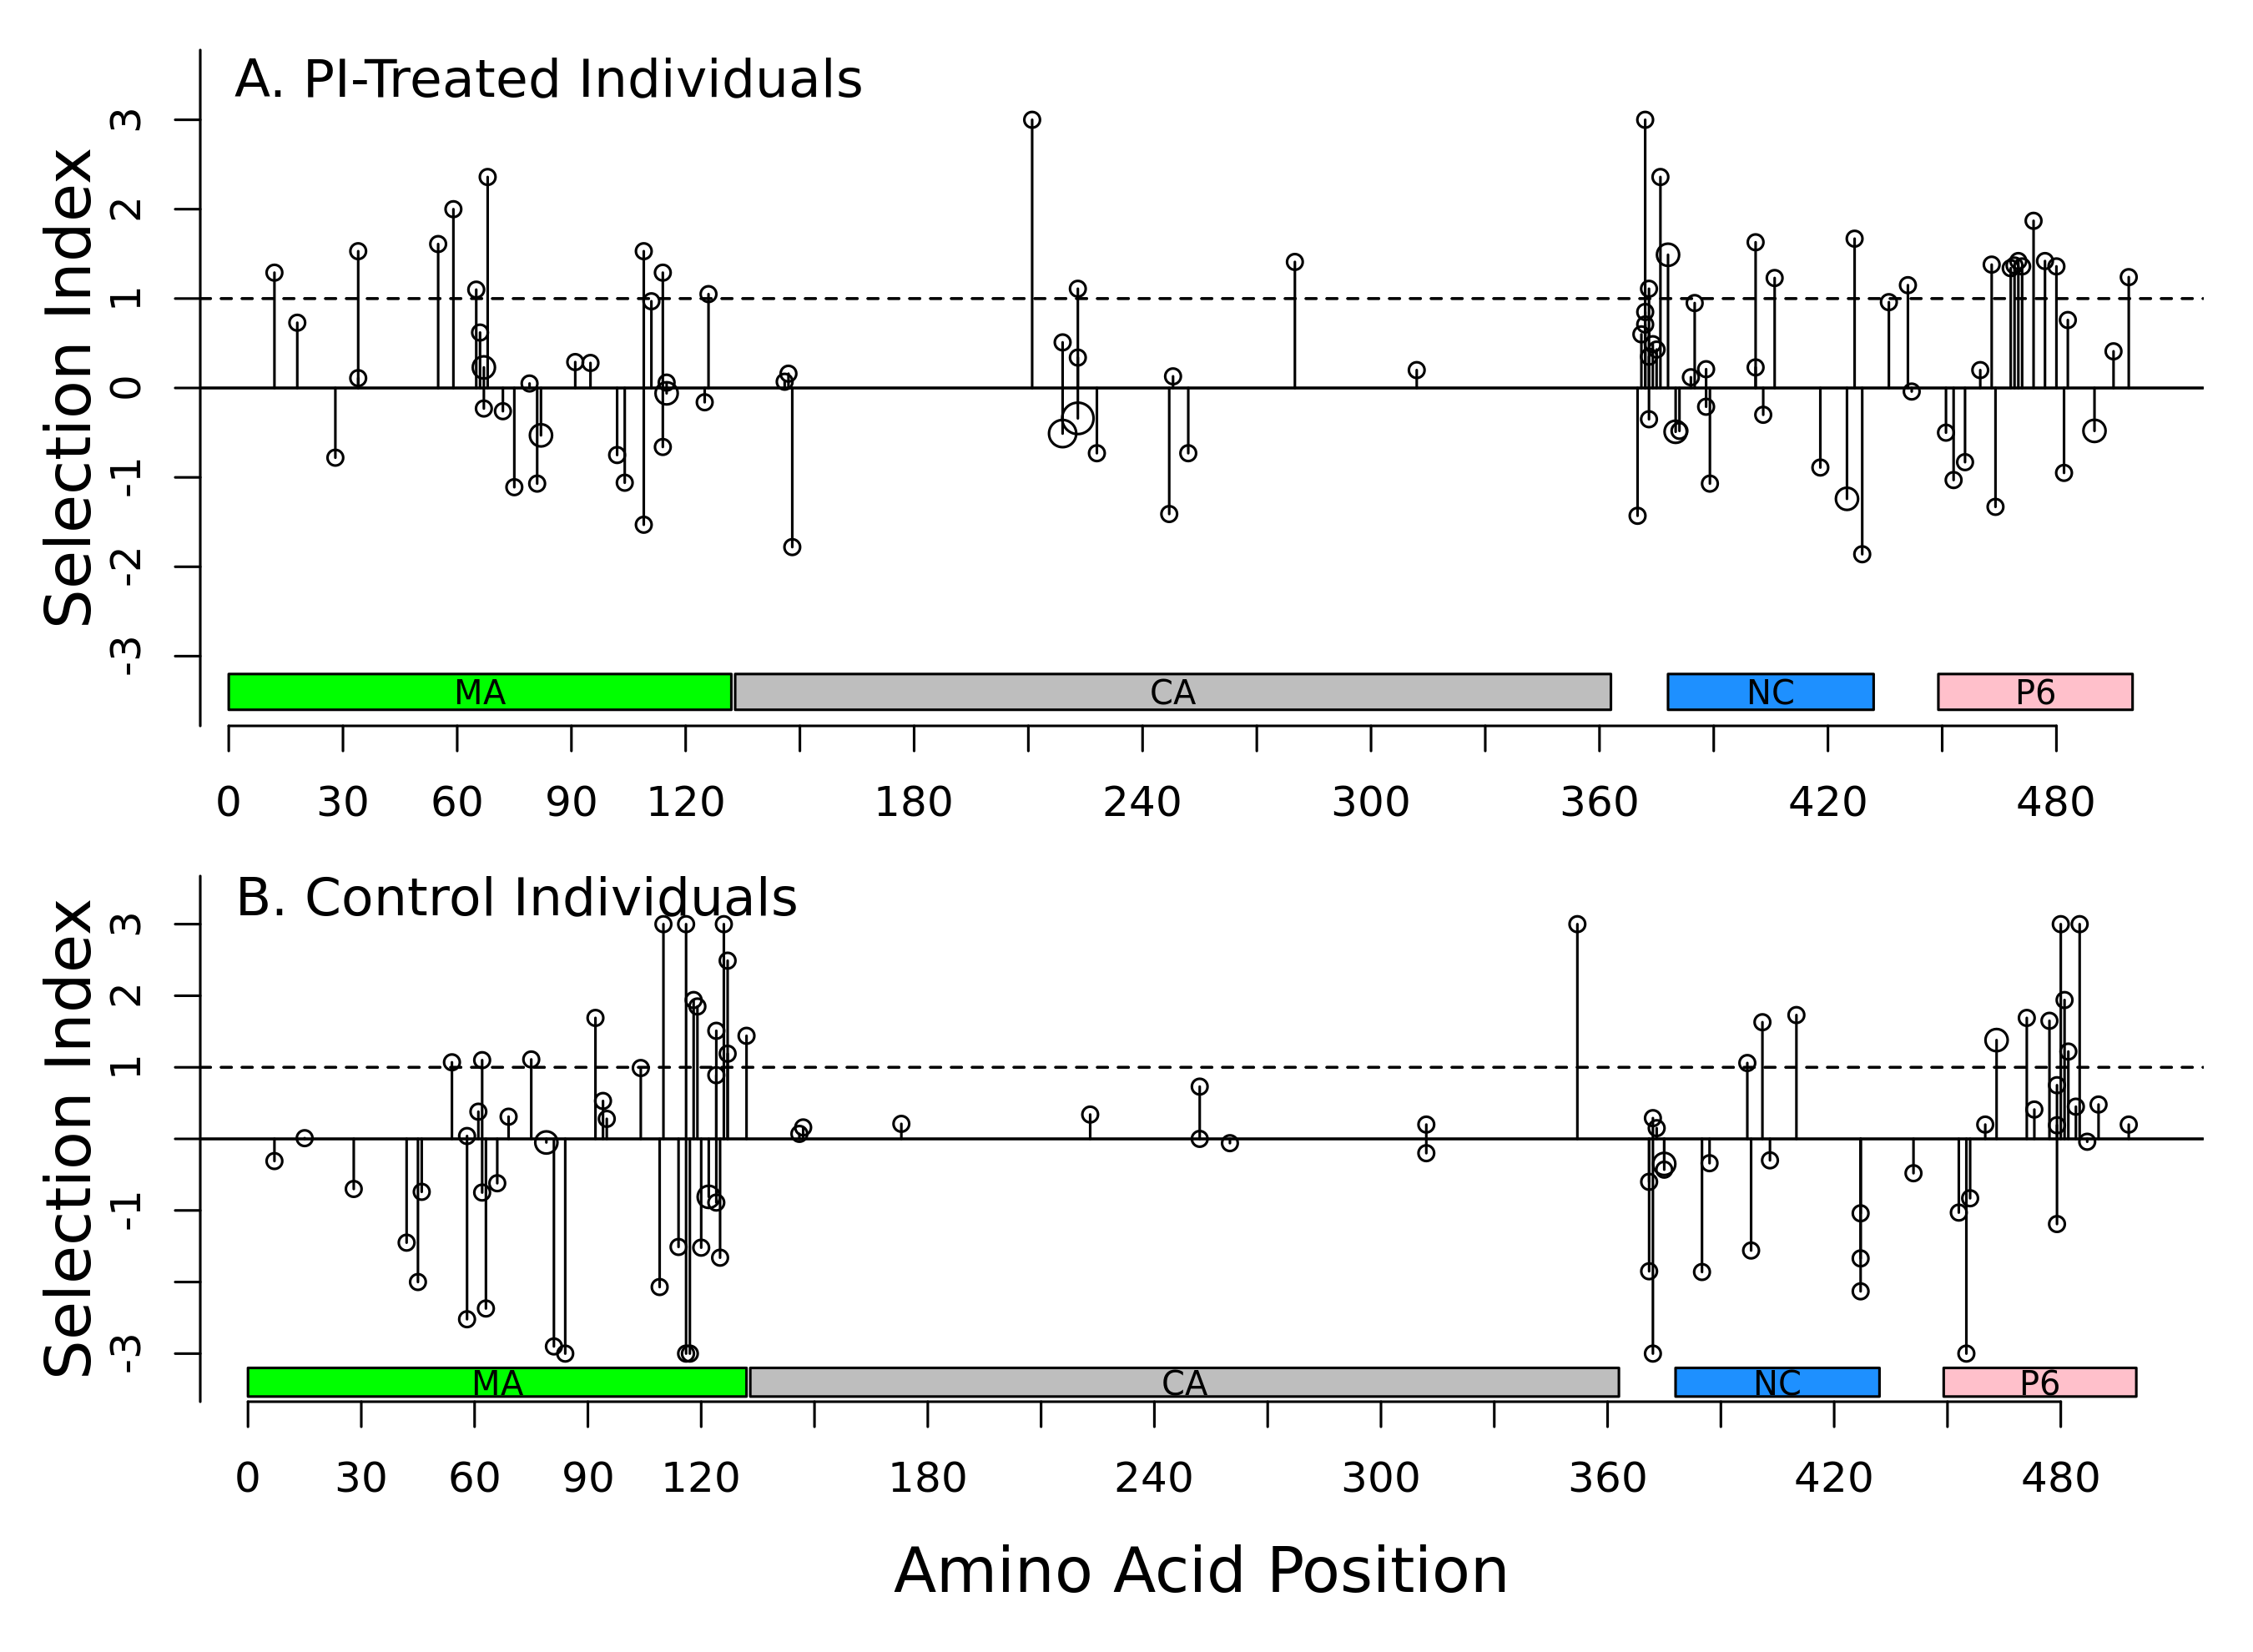 A. PI-Treated Individuals
Selection Index
3
2
1
0
-1
-2
-3
MA CA NC P6
0 30 60 90 120 180 240 300 360 420 480
B. Control Individuals
Selection Index
3
2
1
-1
-3
MA CA NC P6
0 30 60 90 120 180 240 300 360 420 480
Amino Acid Position